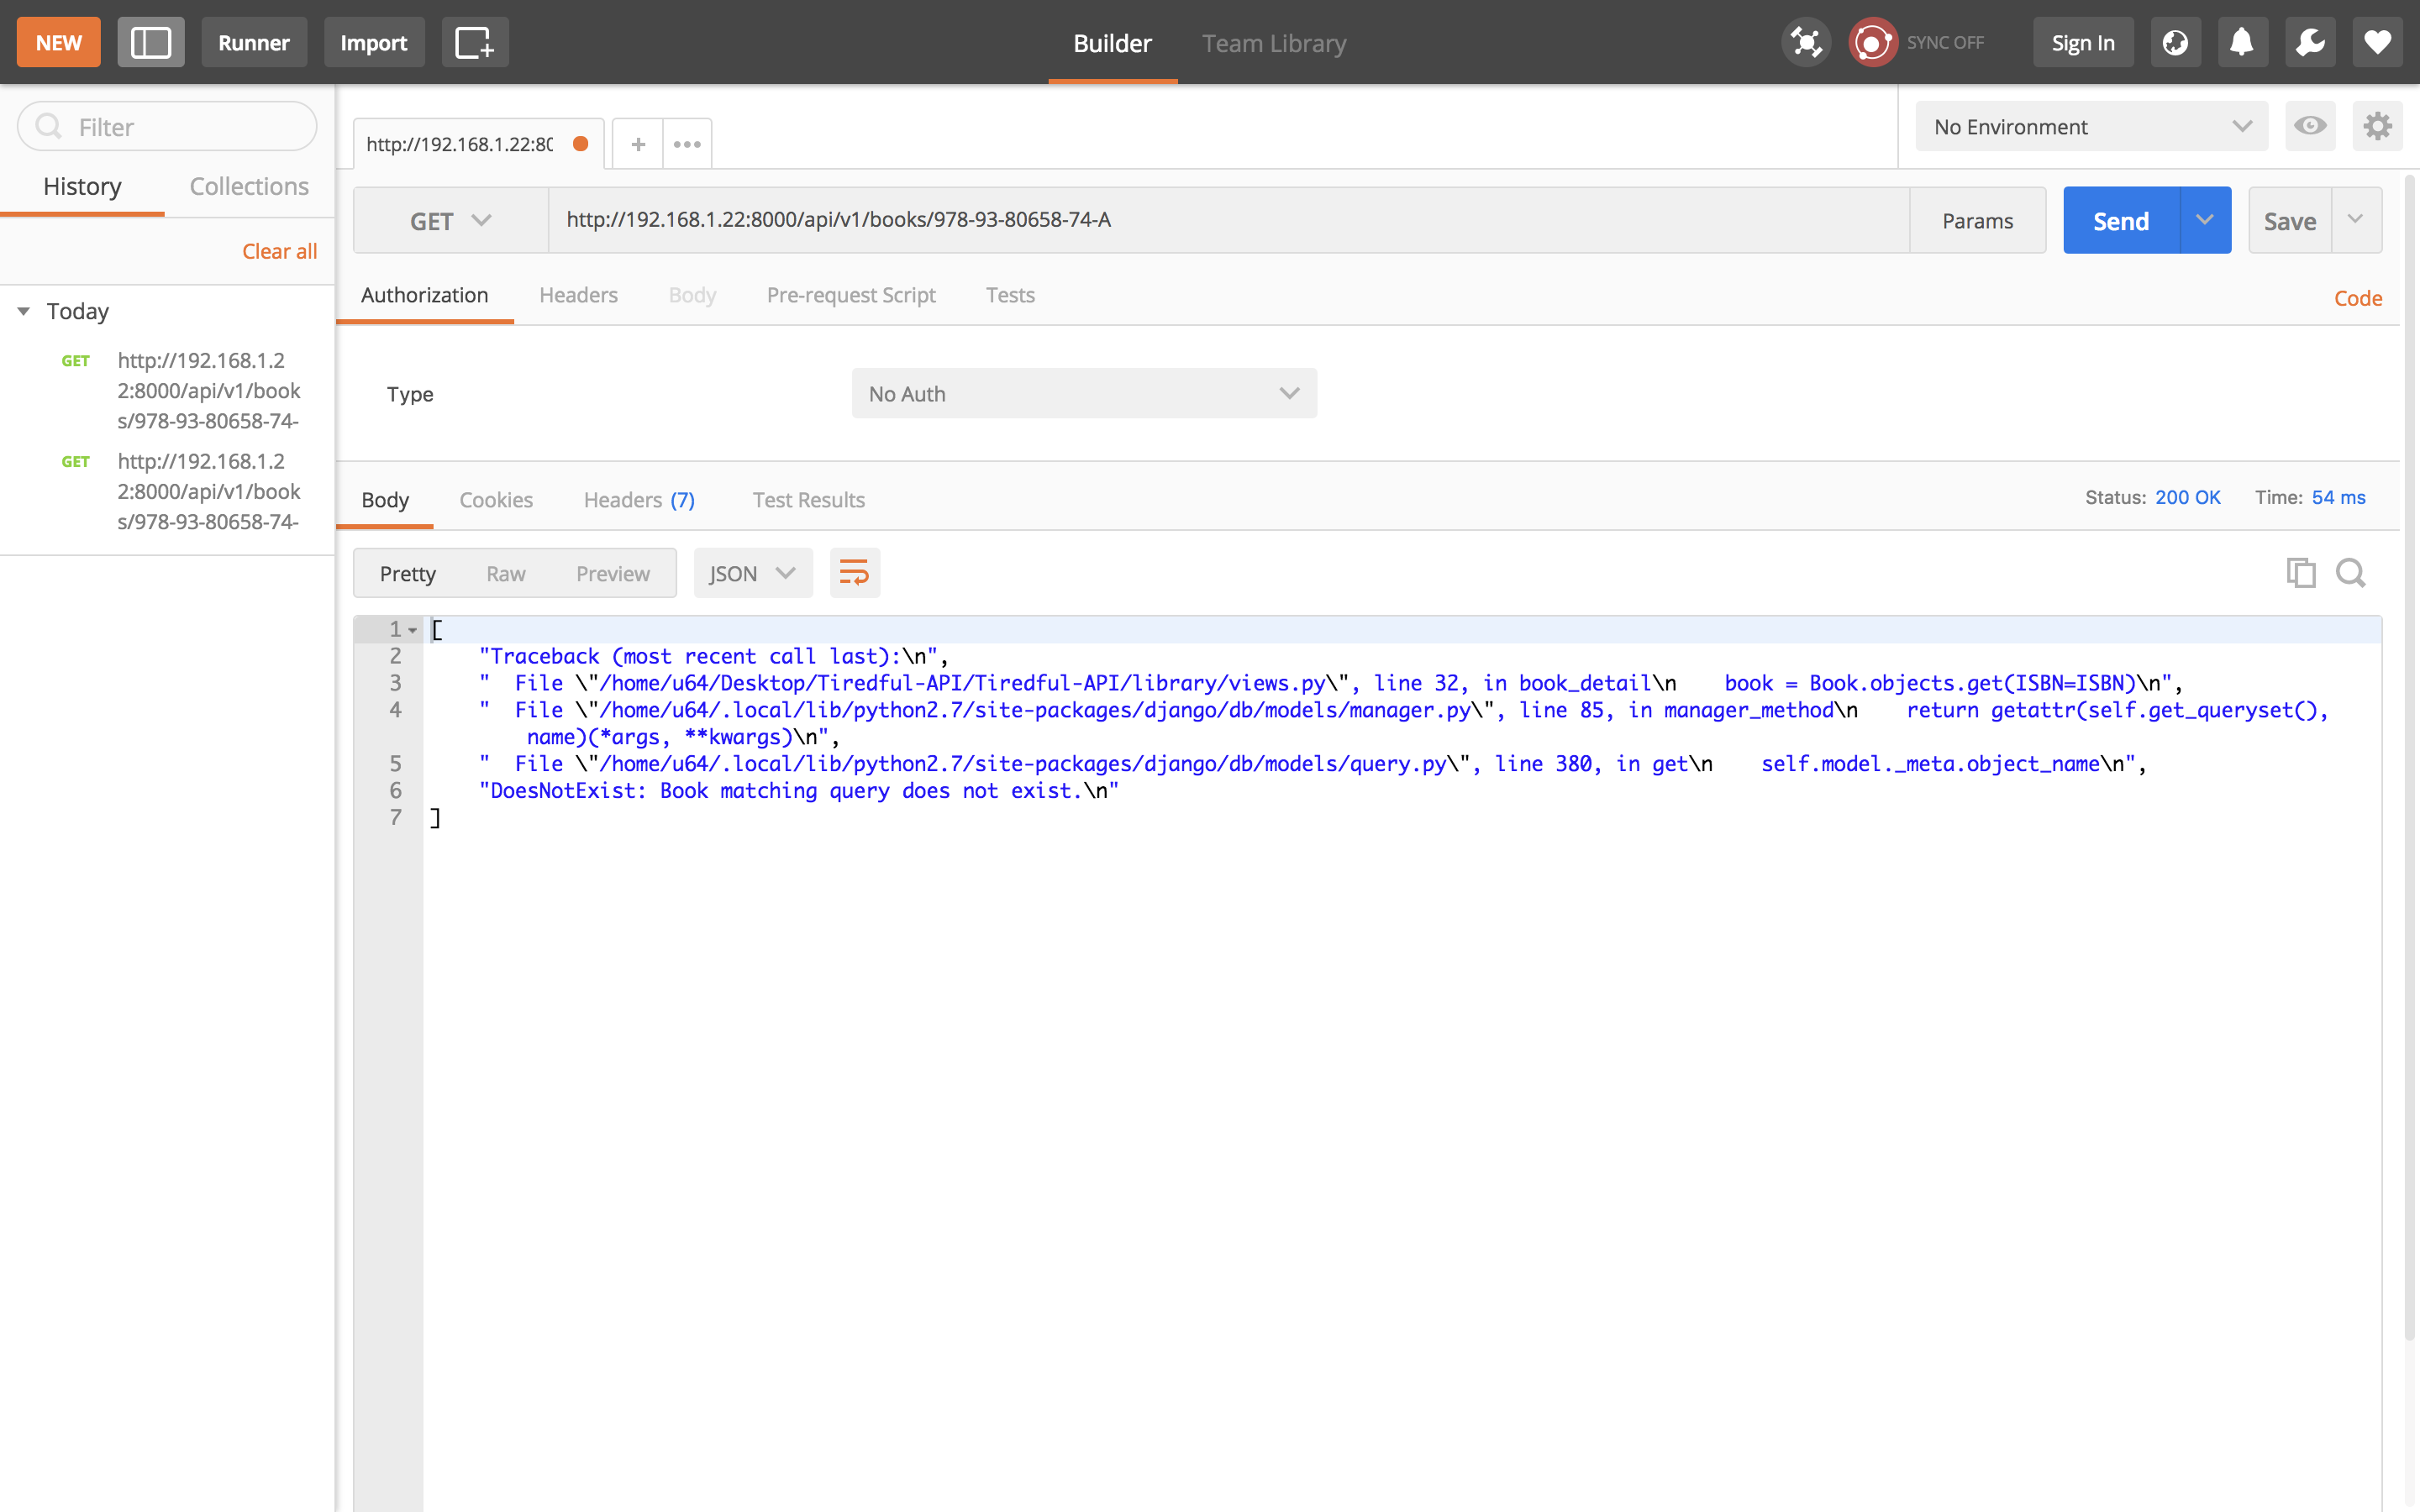 NEW
Runner
Import
Builder
Team Library
SYNC OFF
Sign In
Filter
History
Collections
Clear all
Today
GET
http://192.168.1.2
2:8000/api/v1/book
s/978-93-80658-74-
GET
http://192.168.1.2
2:8000/api/v1/book
s/978-93-80658-74-
http://192.168.1.22:80
+
•••
No Environment
GET
http://192.168.1.22:8000/api/v1/books/978-93-80658-74-A
Params
Send
Save
Authorization
Headers
Body
Pre-request Script
Tests
Code
Type
No Auth
Body
Cookies
Headers (7)
Test Results
Status: 200 OK
Time: 54 ms
Pretty
Raw
Preview
JSON
1 [
2 "Traceback (most recent call last):\n",
3 "  File \"/home/u64/Desktop/Tiredful-API/Tiredful-API/library/views.py\", line 32, in book_detail\n    book = Book.objects.get(ISBN=ISBN)\n",
4 "  File \"/home/u64/.local/lib/python2.7/site-packages/django/db/models/manager.py\", line 85, in manager_method\n    return getattr(self.get_queryset(),
name)(*args, **kwargs)\n",
5 "  File \"/home/u64/.local/lib/python2.7/site-packages/django/db/models/query.py\", line 380, in get\n    self.model._meta.object_name\n",
6 "DoesNotExist: Book matching query does not exist.\n"
7 ]